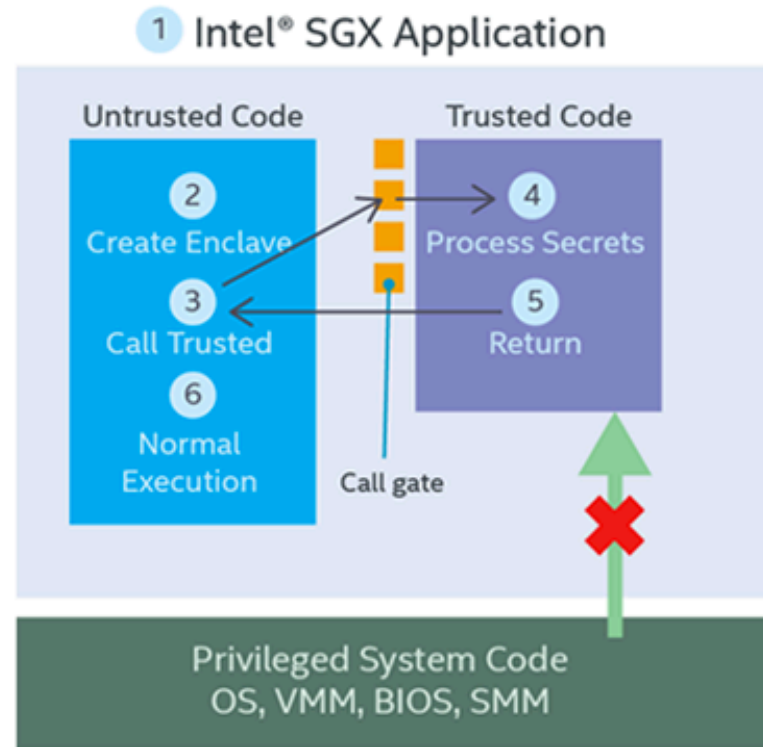 1 Intel® SGX Application
Untrusted Code
Trusted Code
2
Create Enclave
3
Call Trusted
6
Normal
Execution
Call gate
4
Process Secrets
5
Return
Privileged System Code
OS, VMM, BIOS, SMM